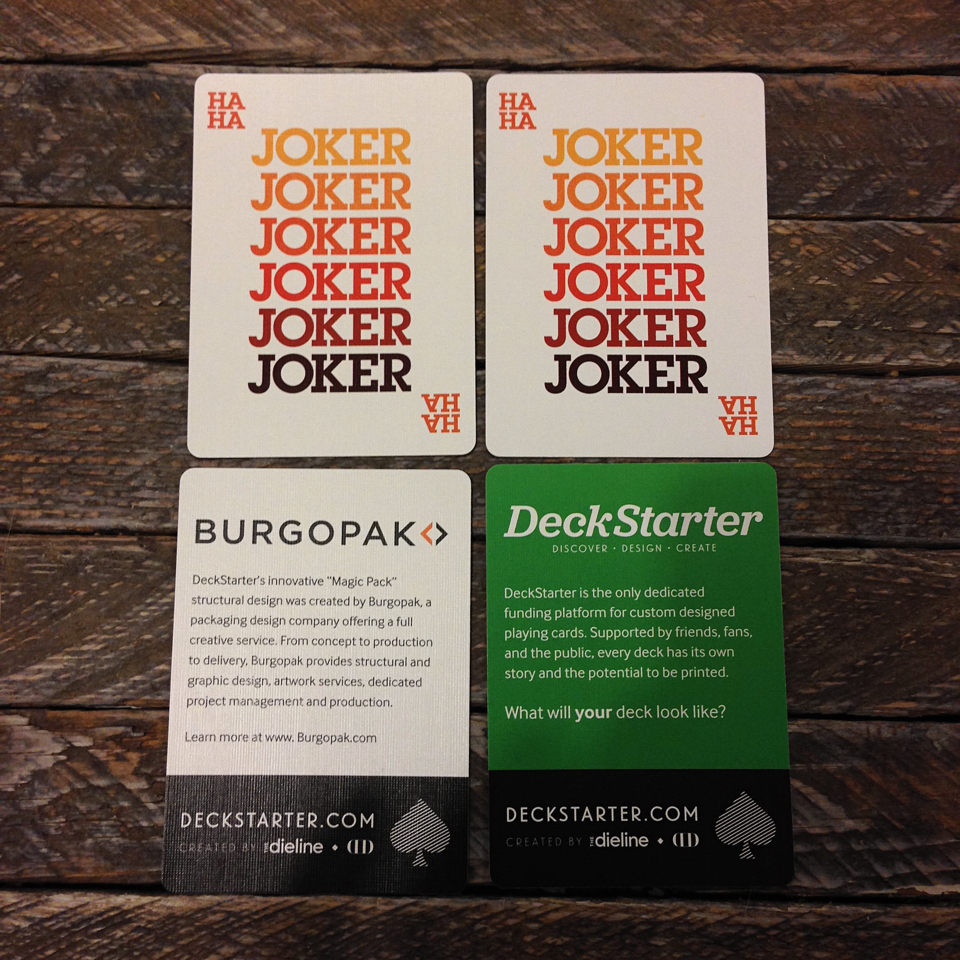 HA
HA
JOKER
JOKER
JOKER
JOKER
JOKER
JOKER
HA
HA
HA
HA
JOKER
JOKER
JOKER
JOKER
JOKER
JOKER
HA
HA
BURGOPAK<>
DeckStarter's innovative "Magic Pack"
structural design was created by Burgopak, a
packaging design company offering a full
creative service. From concept to production
to delivery, Burgopak provides structural and
graphic design, artwork services, dedicated
project management and production.
Learn more at www. Burgopak.com
DECKSTARTER.COM
CREATED BY THE dieline
DeckStarter
DISCOVER · DESIGN · CREATE
DeckStarter is the only dedicated
funding platform for custom designed
playing cards. Supported by friends, fans,
and the public, every deck has its own
story and the potential to be printed.
What will your deck look like?
DECKSTARTER.COM
CREATED BY THE dieline